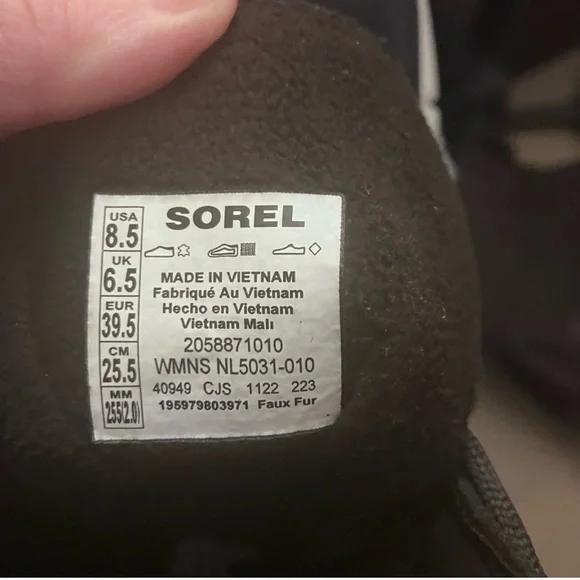 USA
8.5
UK
6.5
EUR
39.5
CM
25.5
MM
255(2.0)
SOREL
MADE IN VIETNAM
Fabriqué Au Vietnam
Hecho en Vietnam
Vietnam Malı
2058871010
WMNS NL5031-010
40949 CJS 1122 223
195979803971 Faux Fur